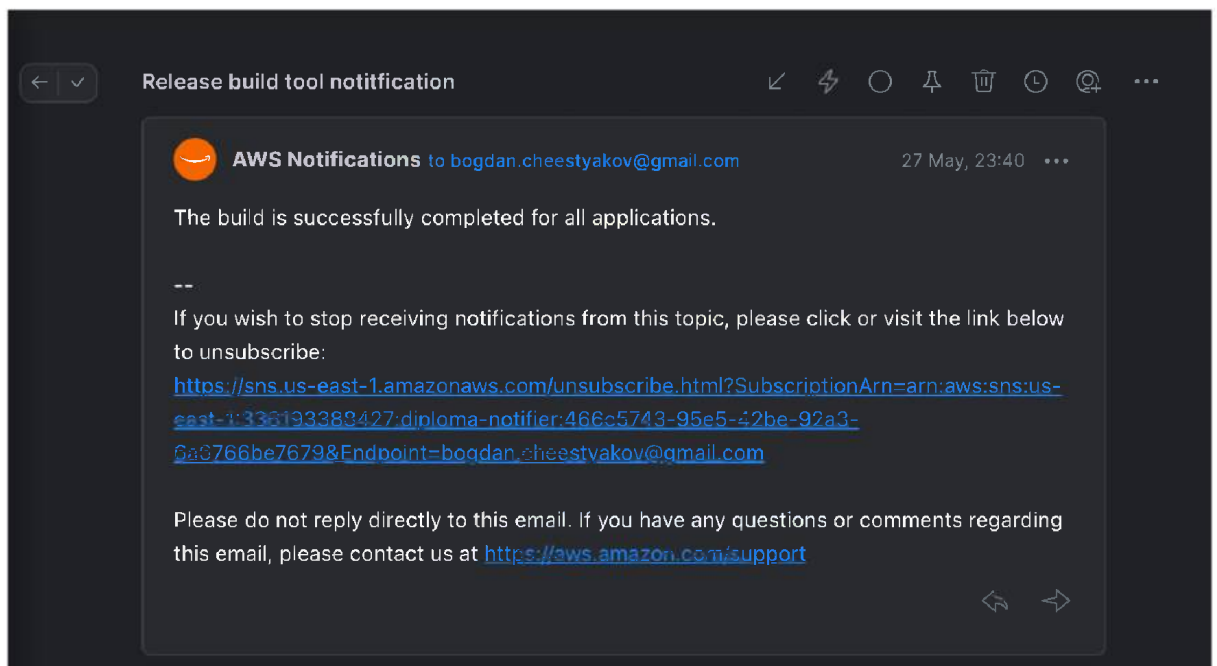 Release build tool notitfication
AWS Notifications to bogdan.cheestyakov@gmail.com 27 May, 23:40
The build is successfully completed for all applications.
--
If you wish to stop receiving notifications from this topic, please click or visit the link below
to unsubscribe:
https://sns.us-east-1.amazonaws.com/unsubscribe.html?SubscriptionArn=arn:aws:sns:us-
east-1:336193383427:diploma-notifier:466c5743-95e5-42be-92a3-
766be7679&Endpoint=bogdan.cheestyakov@gmail.com
Please do not reply directly to this email. If you have any questions or comments regarding
this email, please contact us at https://aws.amazon.com/support